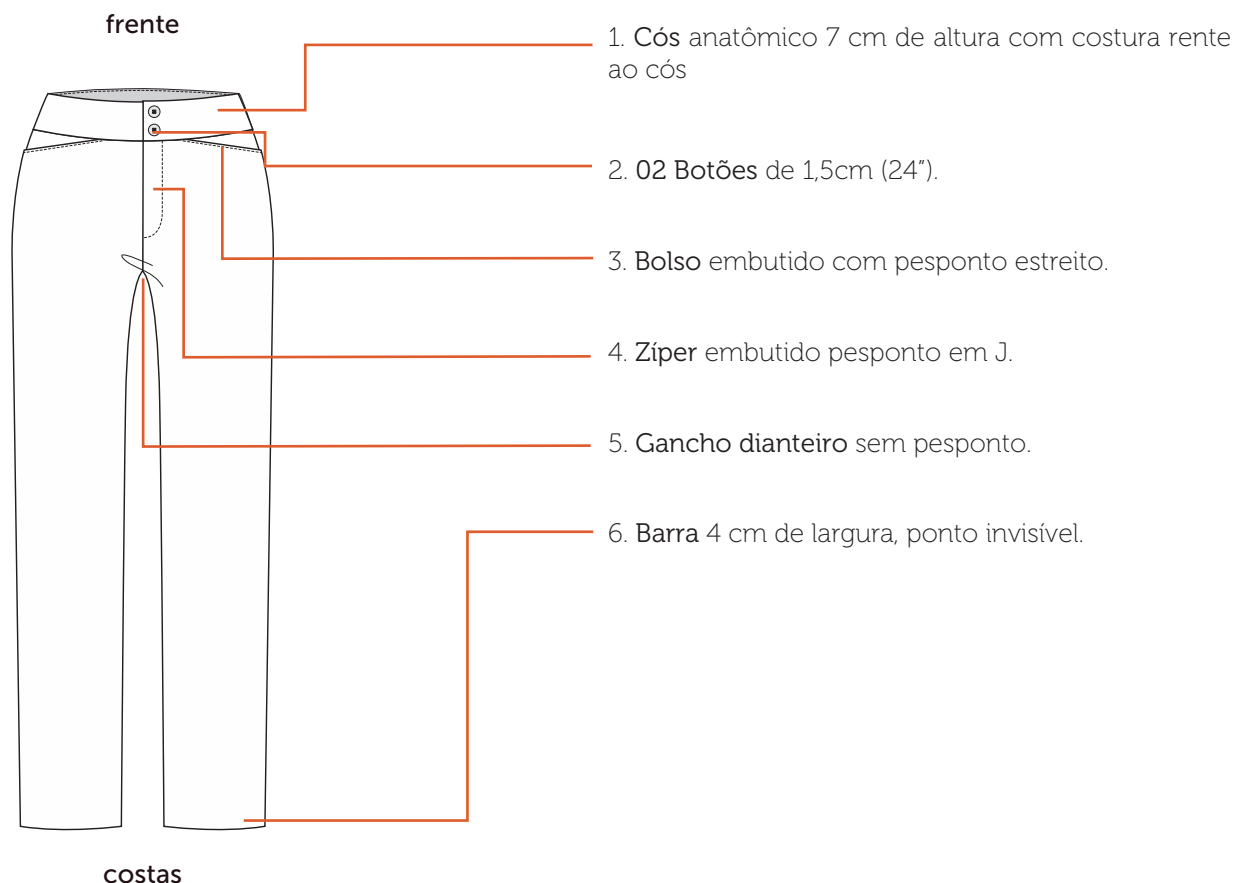 frente
1. Cós anatômico 7 cm de altura com costura rente
ao cós
2. 02 Botões de 1,5cm (24”).
3. Bolso embutido com pesponto estreito.
4. Zíper embutido pesponto em J.
5. Gancho dianteiro sem pesponto.
6. Barra 4 cm de largura, ponto invisível.
costas